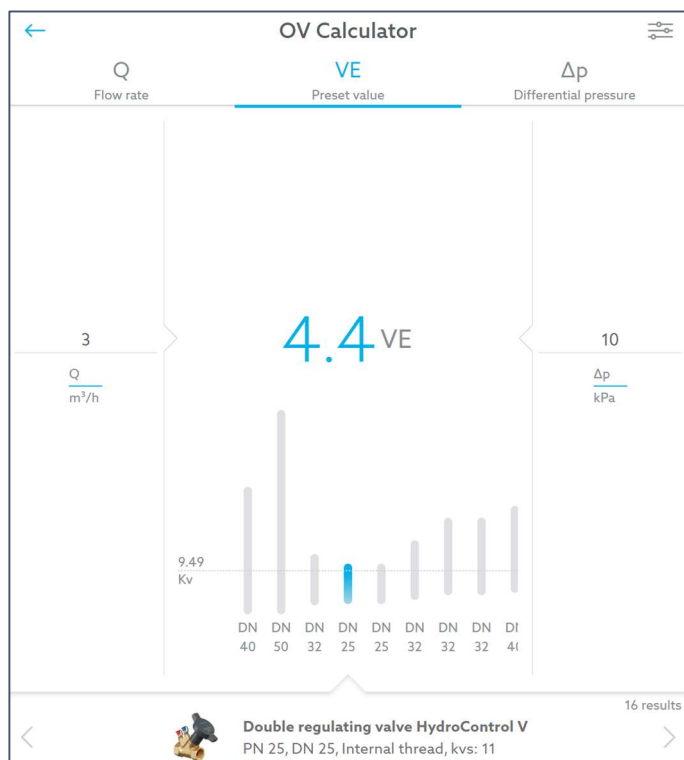 OV Calculator
Q
Flow rate
VE
Preset value
Δp
Differential pressure
3
Q
m³/h
4.4 VE
10
Δp
kPa
9.49
Kv
DN DN DN DN DN DN DN DN
40 50 32 25 25 32 32 32
16 results
Double regulating valve HydroControl V
PN 25, DN 25, Internal thread, kvs: 11